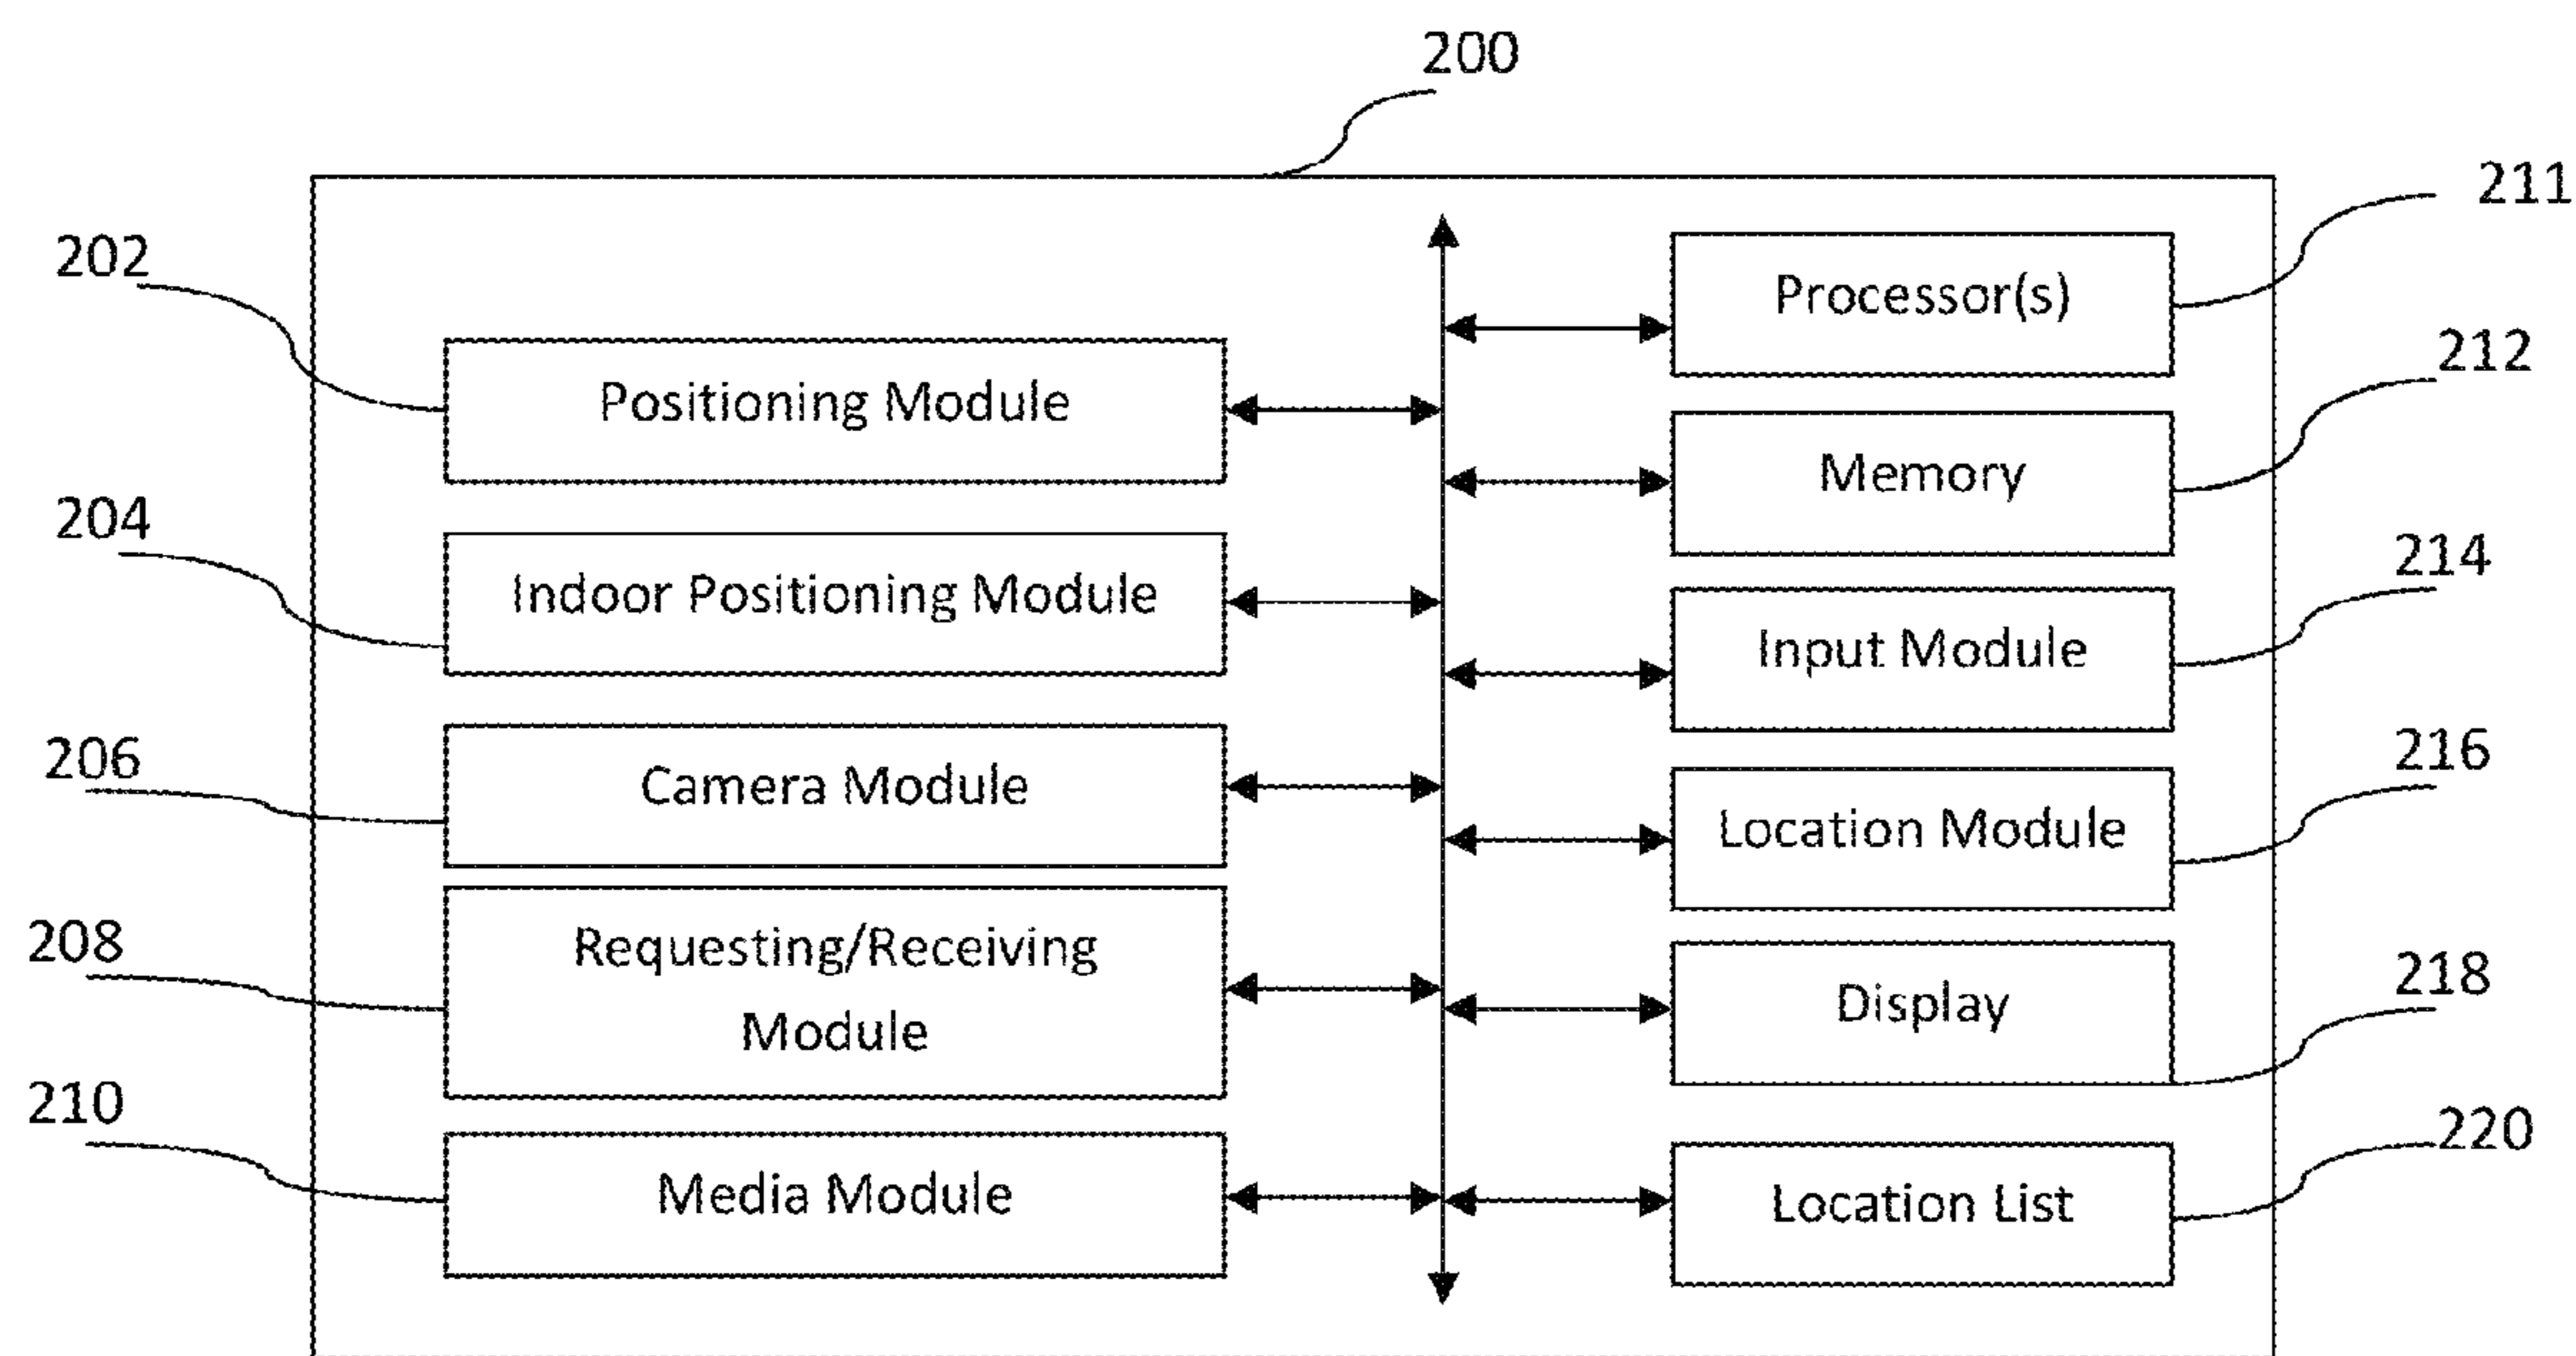 200
211
202
Processor(s)
212
Positioning Module
Memory
204
214
Indoor Positioning Module
Input Module
206
216
Camera Module
Location Module
208
Requesting/Receiving
Module
218
Display
210
220
Media Module
Location List